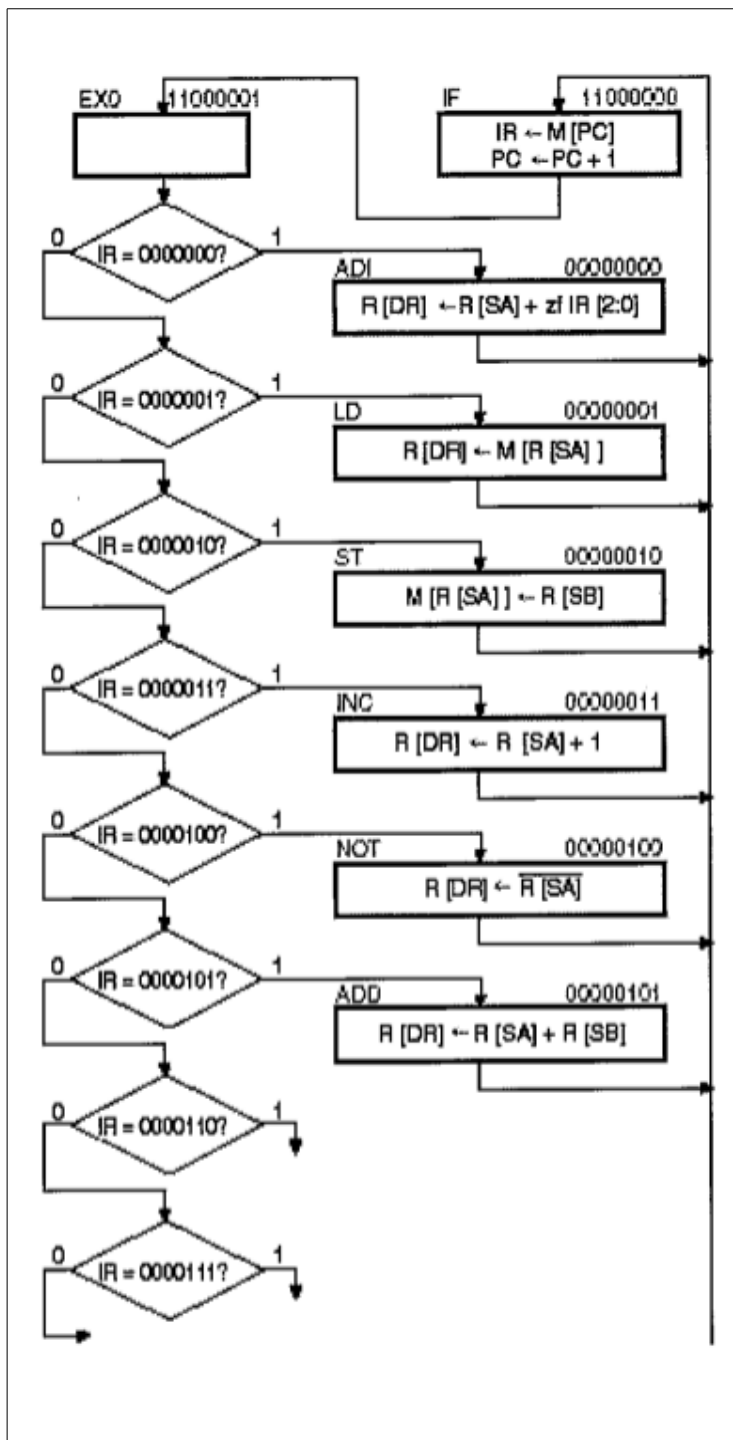 EX0 11000001
IF 11000000
IR ← M [PC]
PC ← PC + 1
0 IR = 0000000? 1
ADI 00000000
R [DR] ← R [SA] + zf IR [2:0]
0 IR = 0000001? 1
LD 00000001
R [DR] ← M [R [SA] ]
0 IR = 0000010? 1
ST 00000010
M [R [SA] ] ← R [SB]
0 IR = 0000011? 1
INC 00000011
R [DR] ← R [SA] + 1
0 IR = 0000100? 1
NOT 00000100
R [DR] ← R̅ [̅S̅A̅]̅
0 IR = 0000101? 1
ADD 00000101
R [DR] ← R [SA] + R [SB]
0 IR = 0000110? 1
0 IR = 0000111? 1